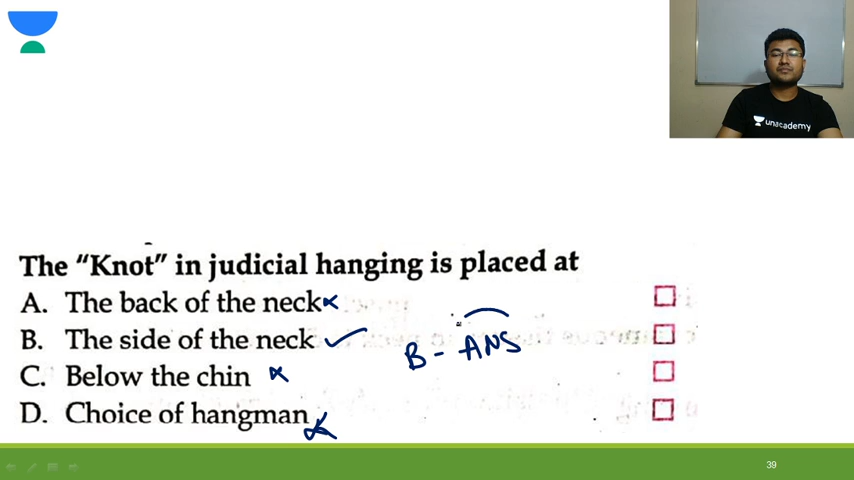 unacademy
The “Knot” in judicial hanging is placed at
A. The back of the neck
B. The side of the neck
B - ANS
C. Below the chin
D. Choice of hangman
39